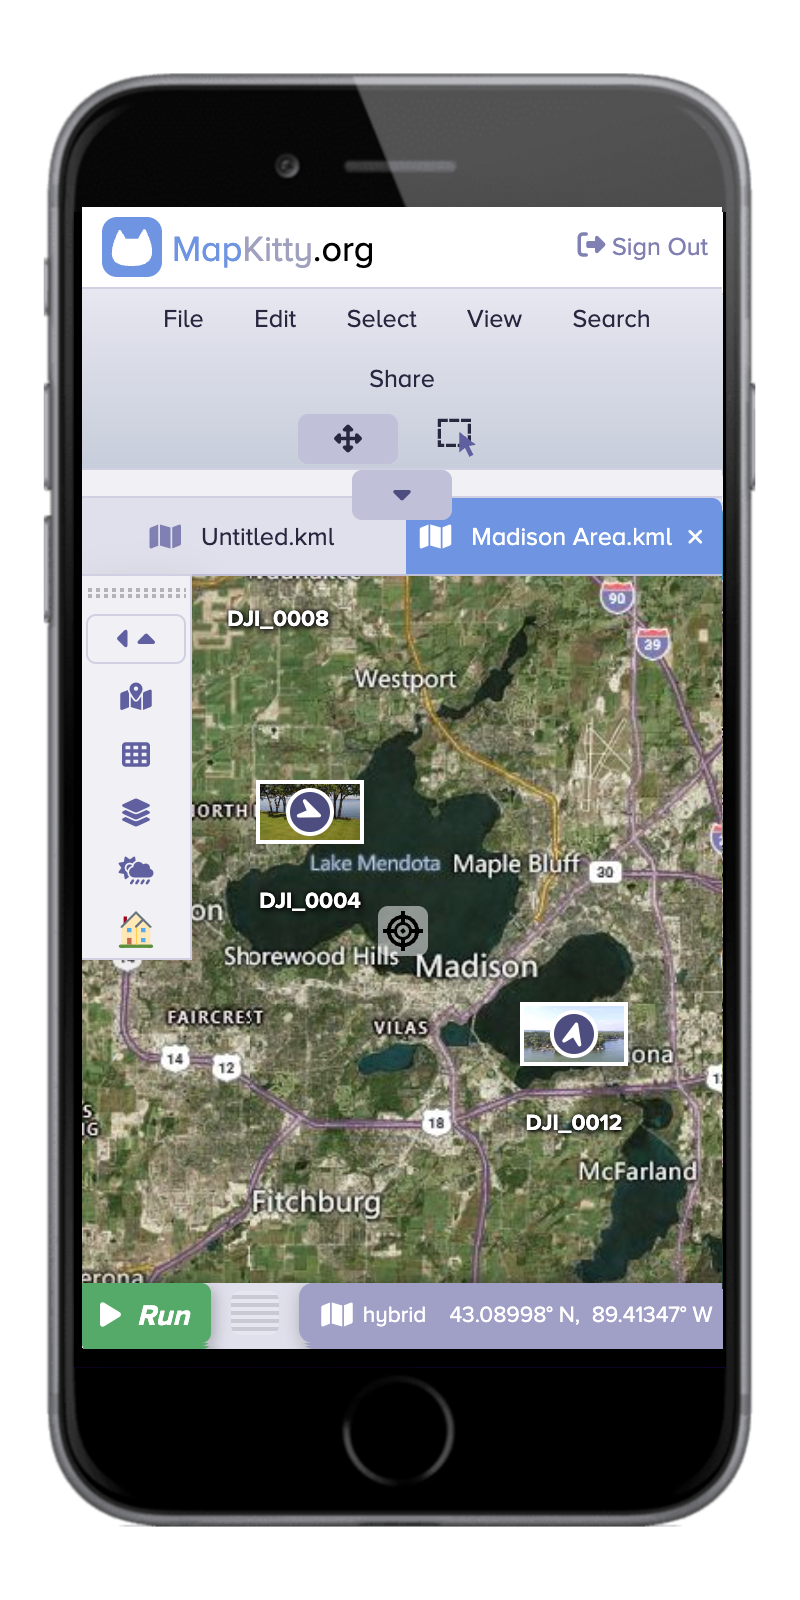 MapKitty.org
Sign Out
File Edit Select View Search
Share
Untitled.kml
Madison Area.kml ×
DJI_0008
90
39
Westport
Lake Mendota
Maple Bluff
30
DJI_0004
on
Shorewood Hills
Madison
FAIRCREST
VILAS
ona
14
12
18
DJI_0012
McFarland
Fitchburg
erona
Run
hybrid 43.08998° N, 89.41347° W